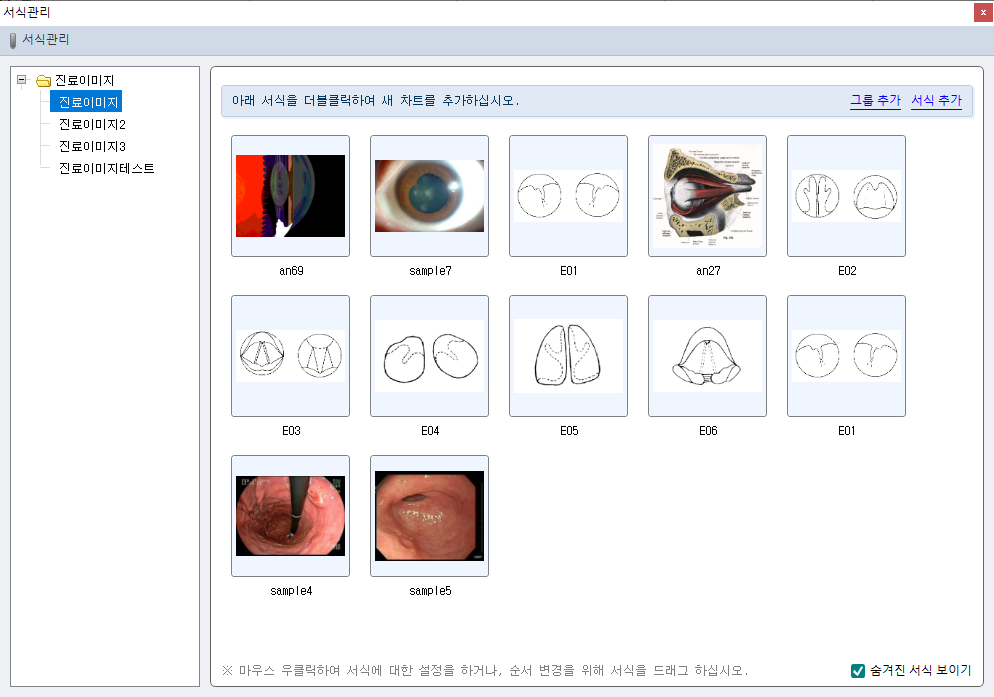 서식관리
서식관리
진료이미지
진료이미지
진료이미지2
진료이미지3
진료이미지테스트
아래 서식을 더블클릭하여 새 차트를 추가하십시오.
그룹 추가 서식 추가
an69 sample7 E01 an27 E02
E03 E04 E05 E06 E01
sample4 sample5
※ 마우스 우클릭하여 서식에 대한 설정을 하거나, 순서 변경을 위해 서식을 드래그 하십시오.
숨겨진 서식 보이기